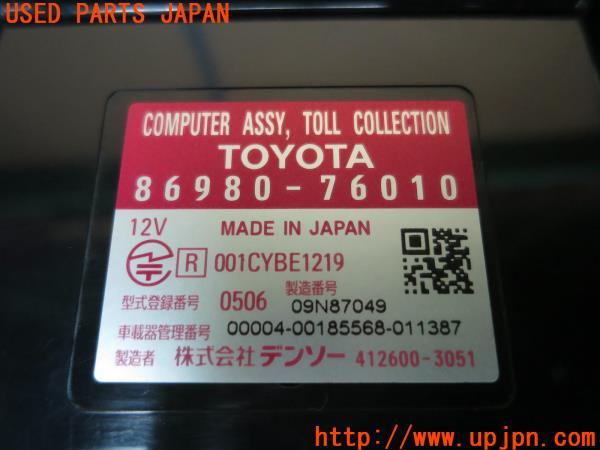 USED PARTS JAPAN
COMPUTER ASSY, TOLL COLLECTION
TOYOTA
86980-76010
12V MADE IN JAPAN
R 001CYBE1219
型式登録番号 0506 製造番号 09N87049
車載器管理番号 00004-00185568-011387
製造者 株式会社デンソー 412600-3051
http://www.upjpn.com